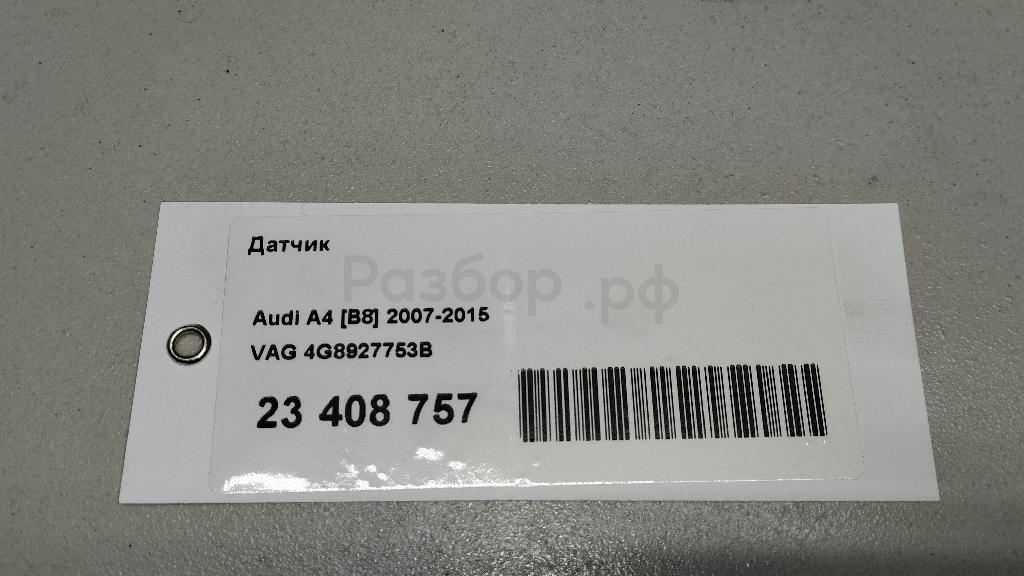 Датчик
Разбор.рф
Audi A4 [B8] 2007-2015
VAG 4G8927753B
23 408 757